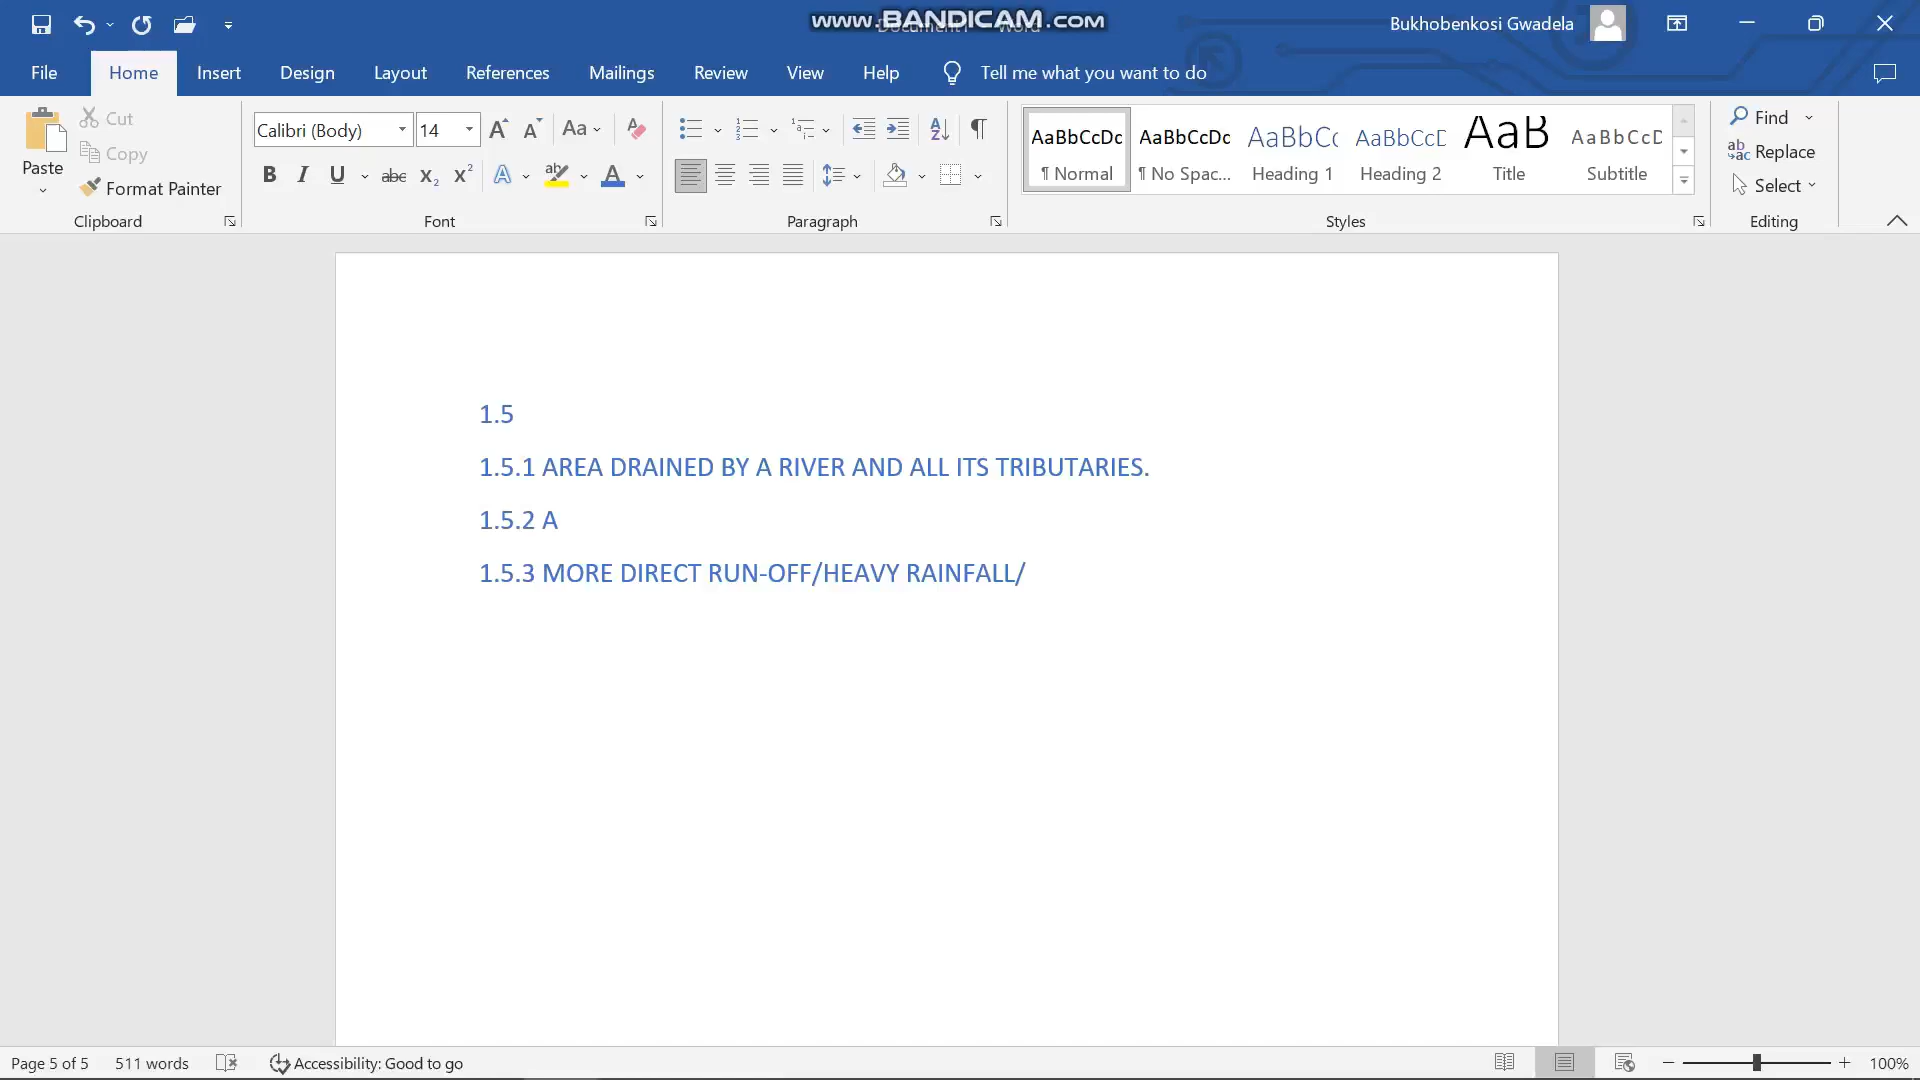 www.BANDICAM.COM
Bukhobenkosi Gwadela
File Home Insert Design Layout References Mailings Review View Help Tell me what you want to do
Paste
Cut
Copy
Format Painter
Clipboard
Calibri (Body) 14
Font
Paragraph
AaBbCcDc AaBbCcDc AaBbCc AaBbCcD AaB AaBbCcD
¶ Normal ¶ No Spac... Heading 1 Heading 2 Title Subtitle
Styles
Find
Replace
Select
Editing
1.5
1.5.1 AREA DRAINED BY A RIVER AND ALL ITS TRIBUTARIES.
1.5.2 A
1.5.3 MORE DIRECT RUN-OFF/HEAVY RAINFALL/
Page 5 of 5 511 words Accessibility: Good to go 100%